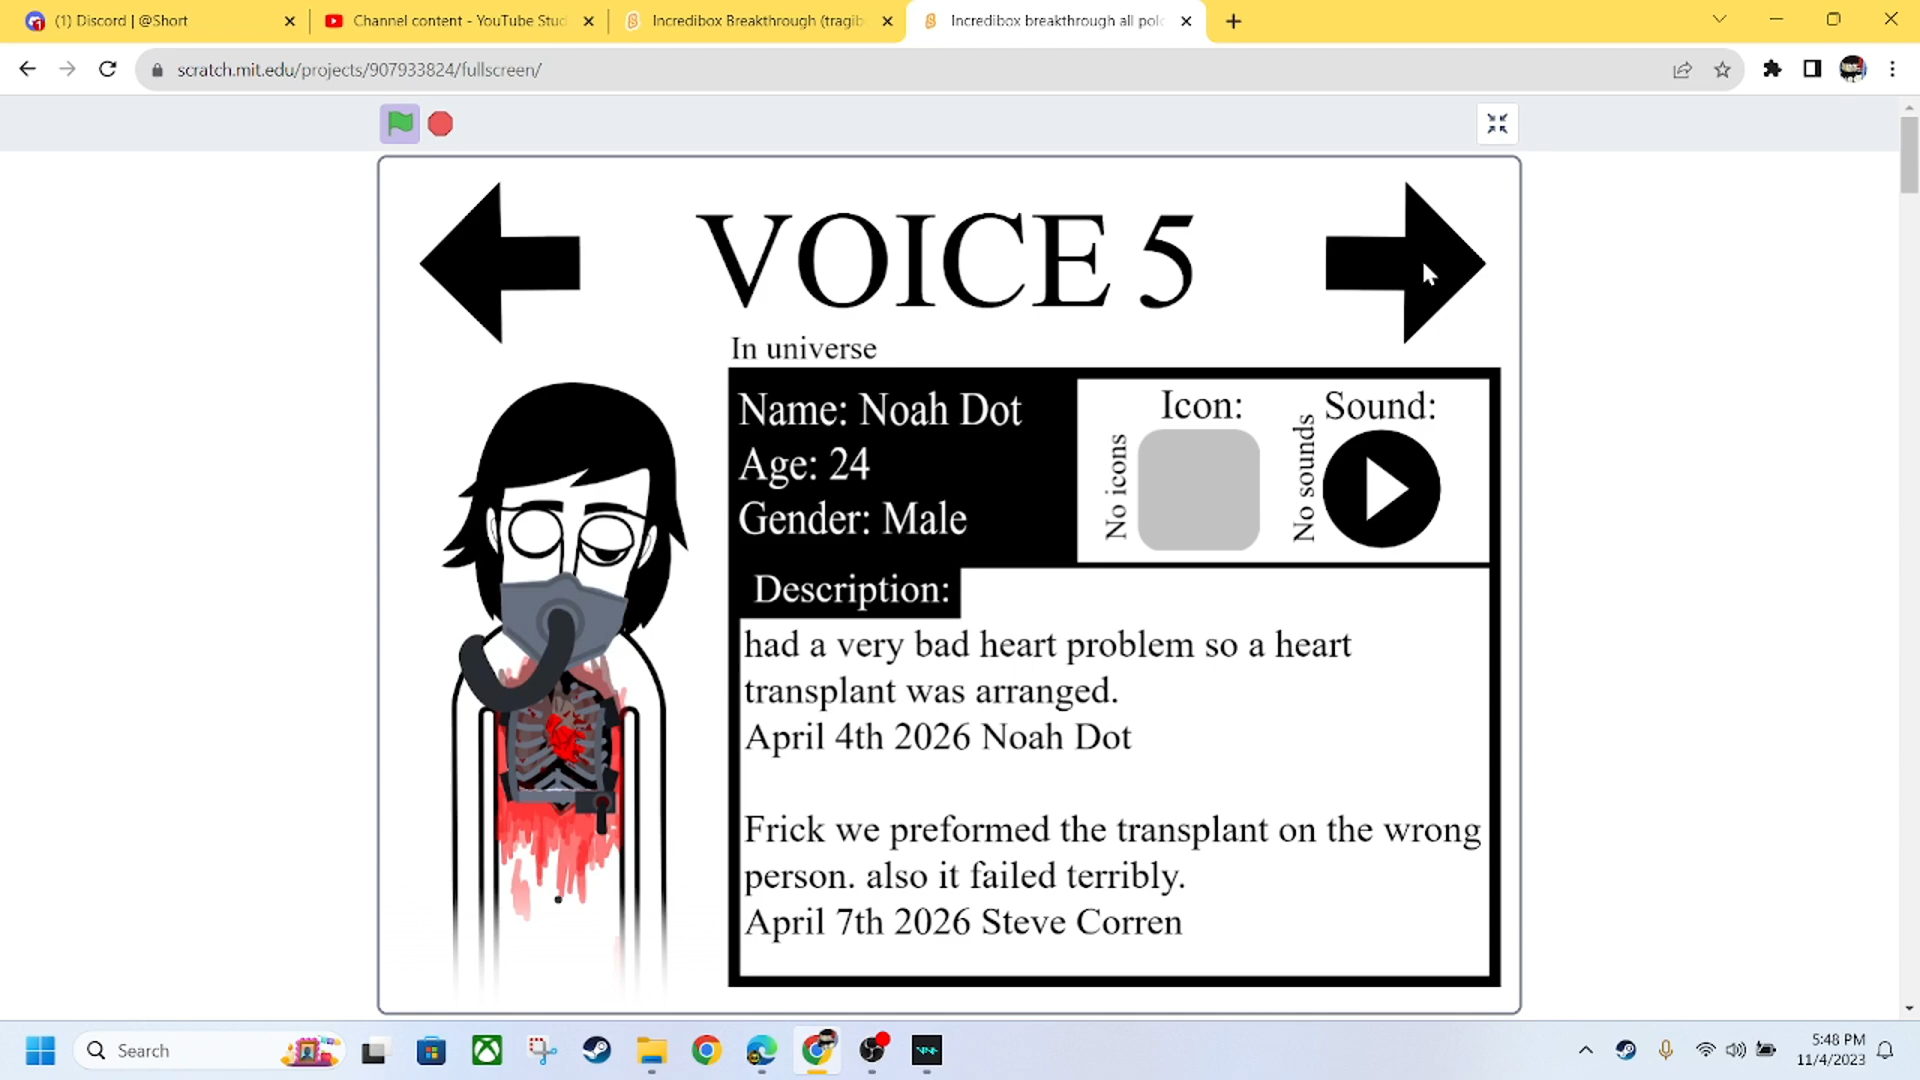 (1) Discord | @Short
Channel content - YouTube Stud
Incredibox Breakthrough (tragib
Incredibox breakthrough all polo
scratch.mit.edu/projects/907933824/fullscreen/
VOICE 5
In universe
Name: Noah Dot
Age: 24
Gender: Male
Icon:
No icons
Sound:
No sounds
Description:
had a very bad heart problem so a heart
transplant was arranged.
April 4th 2026 Noah Dot
Frick we preformed the transplant on the wrong
person. also it failed terribly.
April 7th 2026 Steve Corren
Search
5:48 PM
11/4/2023